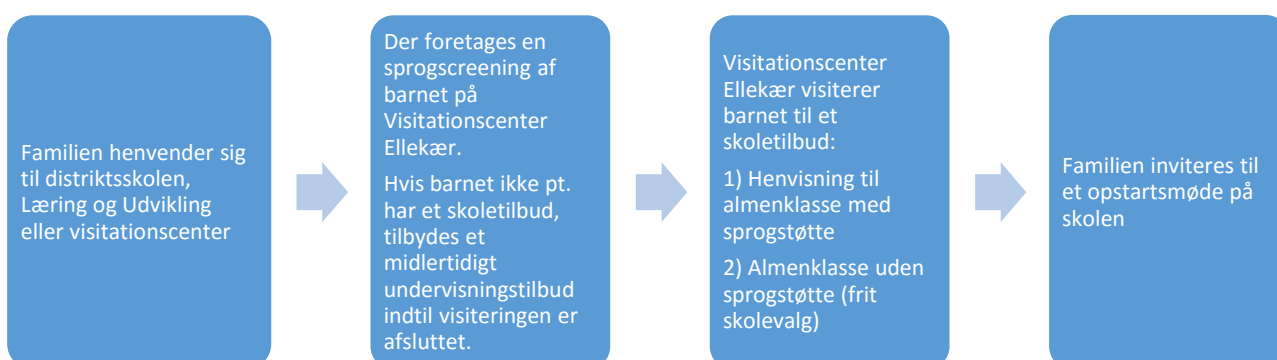 Familien henvender sig
til distriktsskolen,
Læring og Udvikling
eller visitationscenter
Der foretages en
sprogscreening af
barnet på
Visitationscenter
Ellekær.
Hvis barnet ikke pt.
har et skoletilbud,
tilbydes et
midlertidigt
undervisningstilbud
indtil visiteringen er
afsluttet.
Visitationscenter
Ellekær visiterer
barnet til et
skoletilbud:
1) Henvisning til
almenklasse med
sprogstøtte
2) Almenklasse uden
sprogstøtte (frit
skolevalg)
Familien inviteres til
et opstartsmøde på
skolen